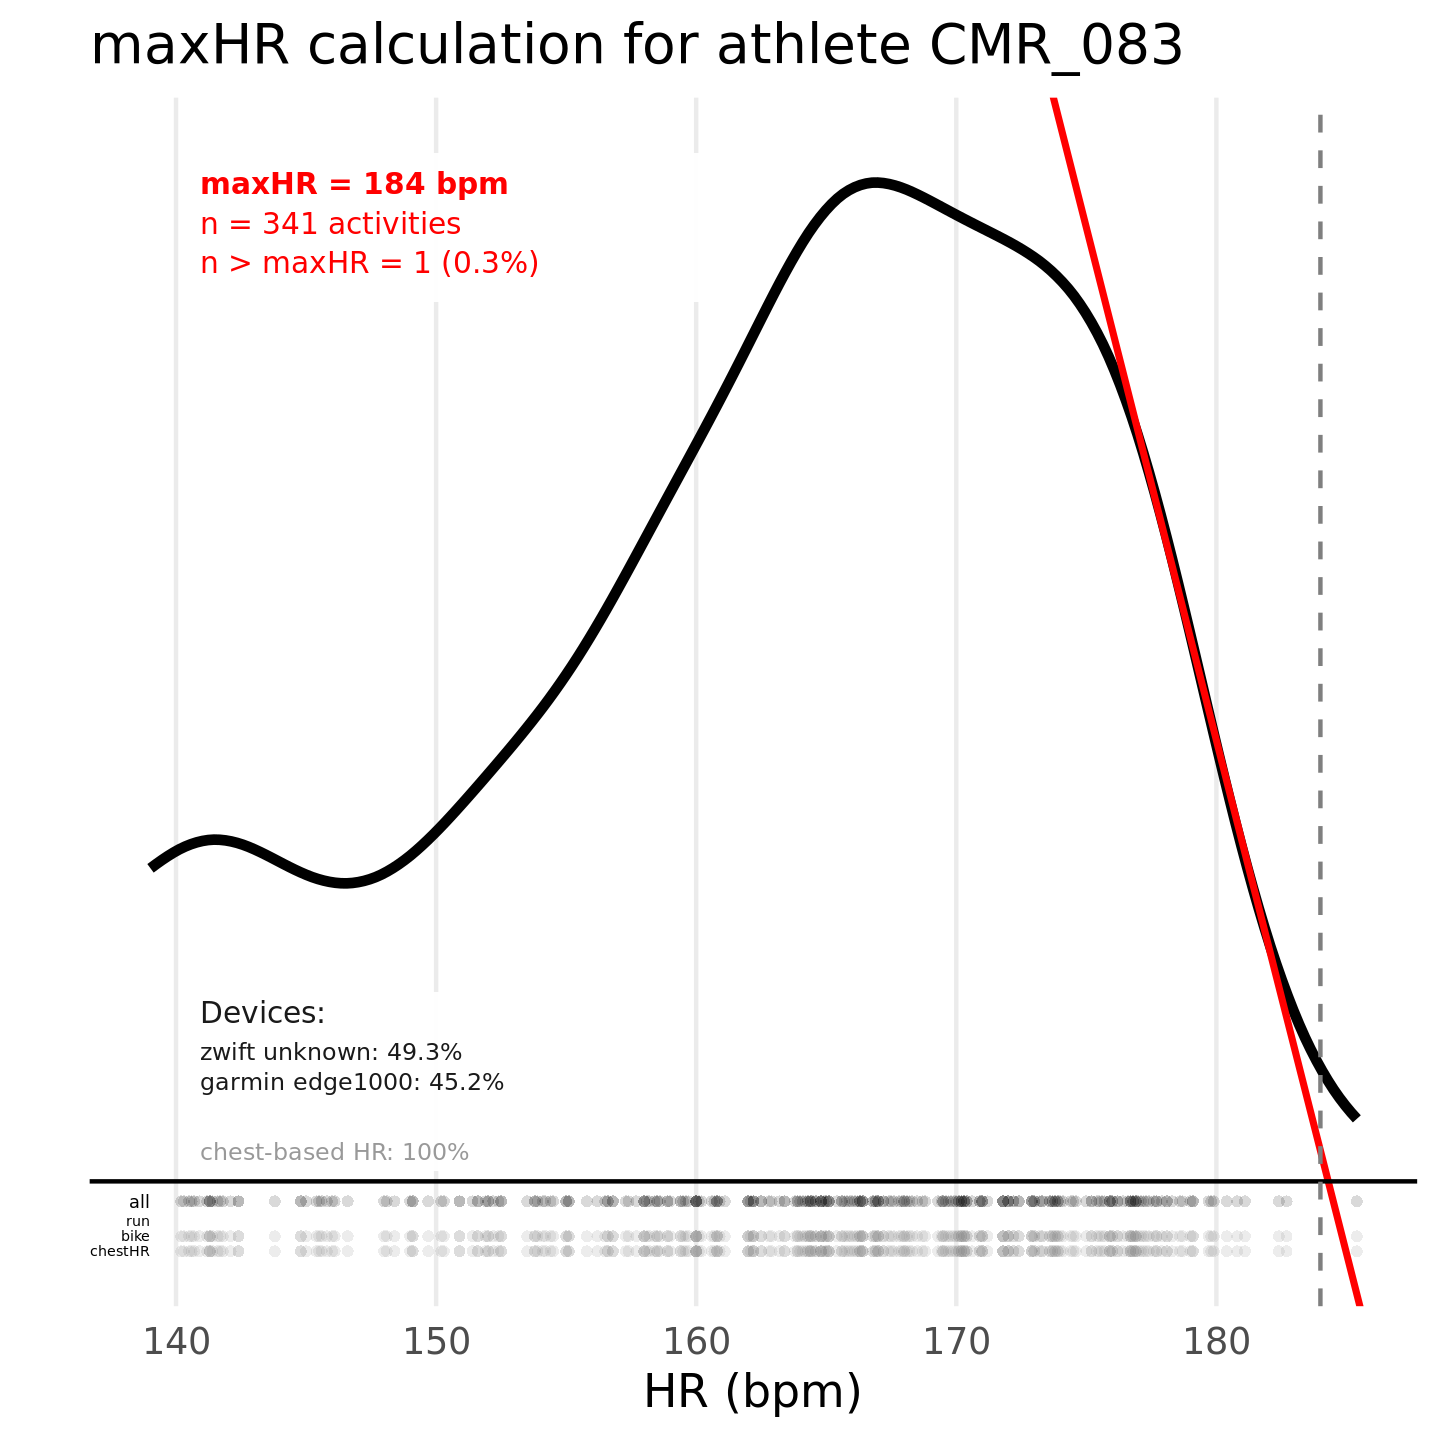 maxHR calculation for athlete CMR_083
maxHR = 184 bpm
n = 341 activities
n > maxHR = 1 (0.3%)
Devices:
zwift unknown: 49.3%
garmin edge1000: 45.2%
chest-based HR: 100%
all
run
bike
chestHR
140 150 160 170 180
HR (bpm)